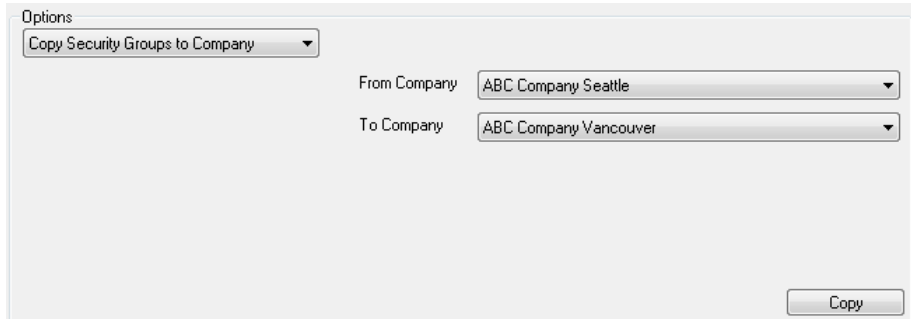 Options
Copy Security Groups to Company
From Company ABC Company Seattle
To Company ABC Company Vancouver
Copy